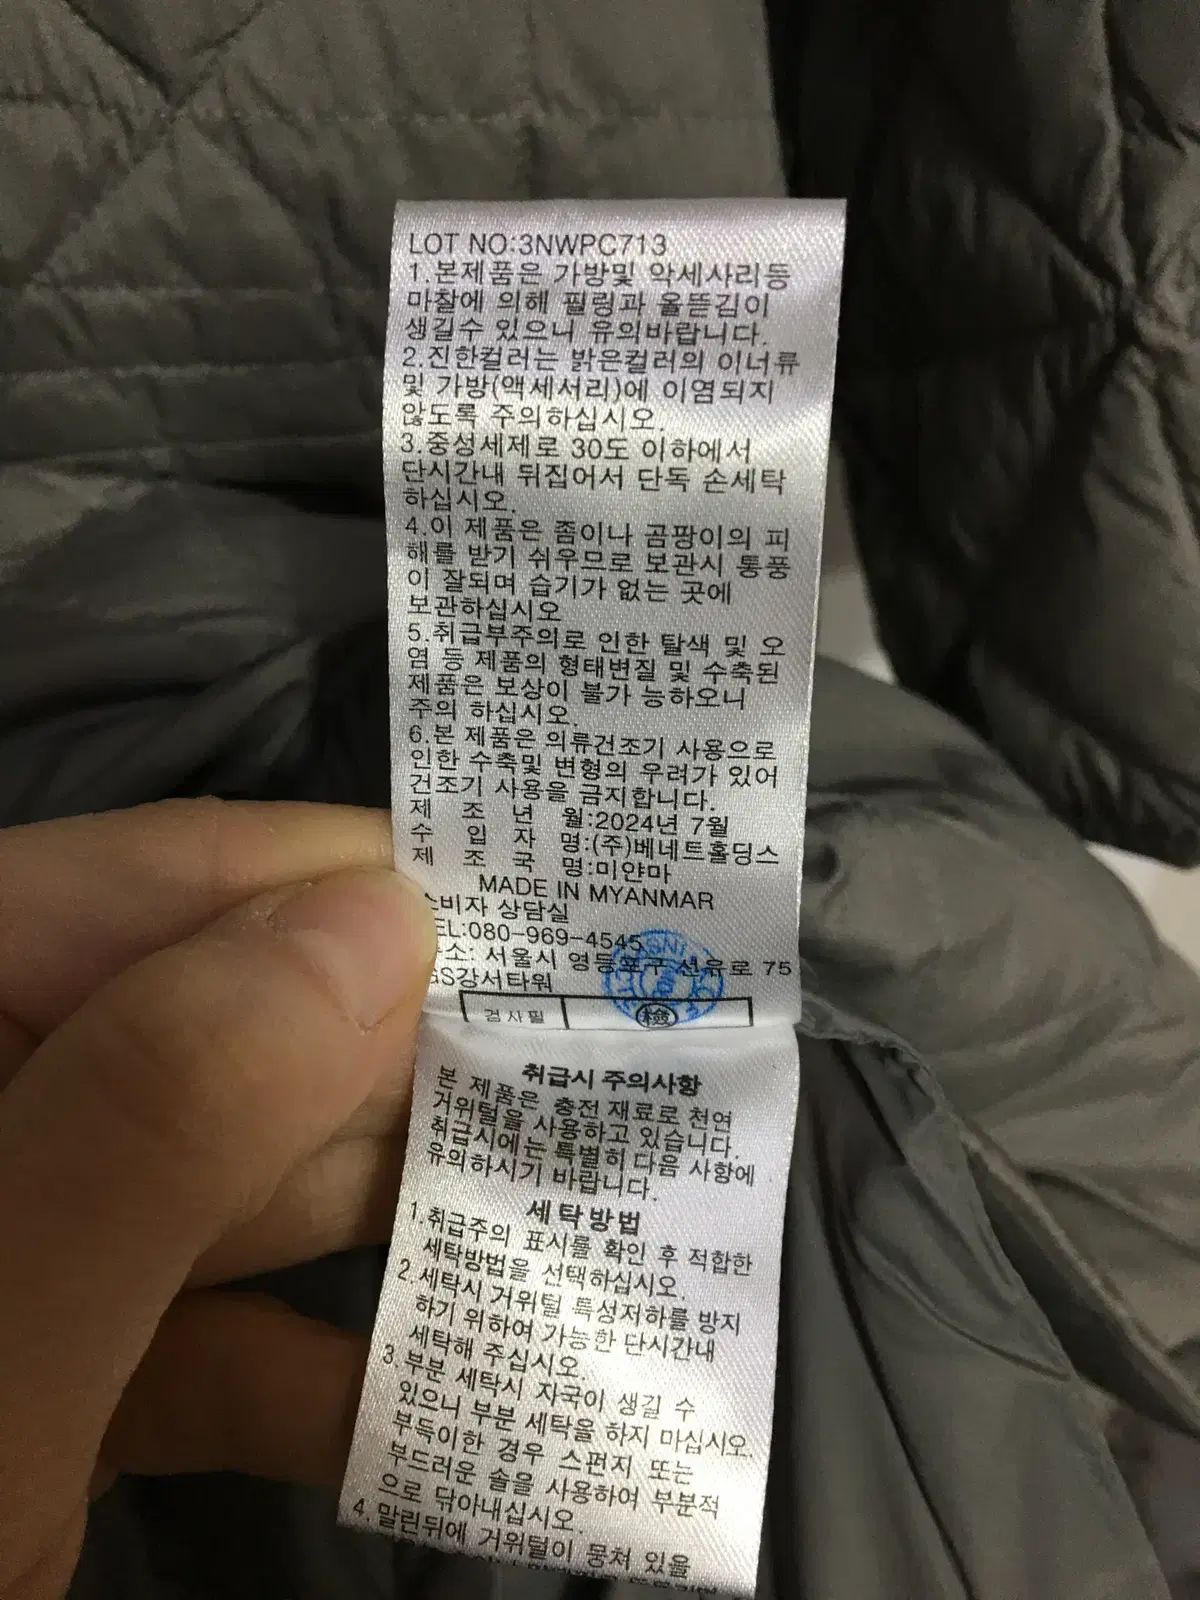 LOT NO:3NWPC713
1.본제품은 가방및 악세사리등
마찰에 의해 필링과 올뜯김이
생길수 있으니 유의바랍니다.
2.진한컬러는 밝은컬러의 이너류
및 가방(액세서리)에 이염되지
않도록 주의하십시오.
3.중성세제로 30도 이하에서
단시간내 뒤집어서 단독 손세탁
하십시오.
4.이 제품은 좀이나 곰팡이의 피
해를 받기 쉬우므로 보관시 통풍
이 잘되며 습기가 없는 곳에
보관하십시오
5.취급부주의로 인한 탈색 및 오
염 등 제품의 형태변질 및 수축된
제품은 보상이 불가 능하오니
주의 하십시오.
6.본 제품은 의류건조기 사용으로
인한 수축및 변형의 우려가 있어
건조기 사용을 금지합니다.
제 조 년 월:2024년 7월
수 입 자 명:(주)베네트홀딩스
제 조 국 명:미얀마
MADE IN MYANMAR
소비자 상담실
TEL:080-969-4545
주소: 서울시 영등포구 선유로 75
GS강서타워
검사필 檢
취급시 주의사항
본 제품은 충전 재료로 천연
거위털을 사용하고 있습니다.
취급시에는 특별히 다음 사항에
유의하시기 바랍니다.
세탁방법
1.취급주의 표시를 확인 후 적합한
세탁방법을 선택하십시오.
2.세탁시 거위털 특성저하를 방지
하기 위하여 가능한 단시간내
세탁해 주십시오.
3.부분 세탁시 자국이 생길 수
있으니 부분 세탁을 하지 마십시오.
부득이한 경우 스펀지 또는
부드러운 솔을 사용하여 부분적
으로 닦아내십시오.
4.말린뒤에 거위털이 뭉쳐 있을